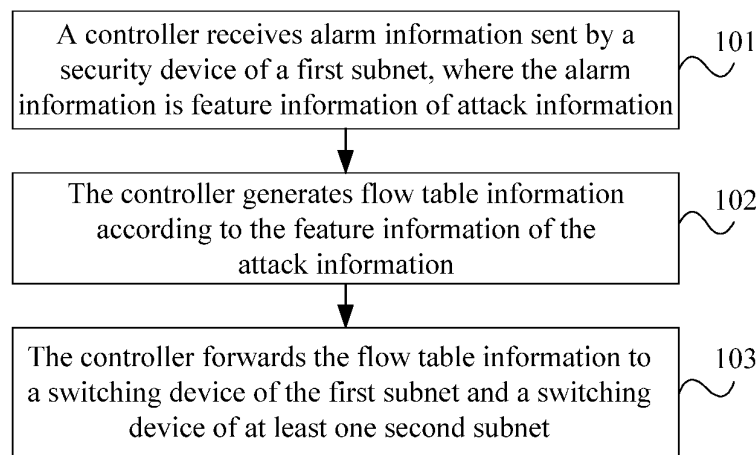 A controller receives alarm information sent by a
security device of a first subnet, where the alarm
information is feature information of attack information
101
The controller generates flow table information
according to the feature information of the
attack information
102
The controller forwards the flow table information to
a switching device of the first subnet and a switching
device of at least one second subnet
103